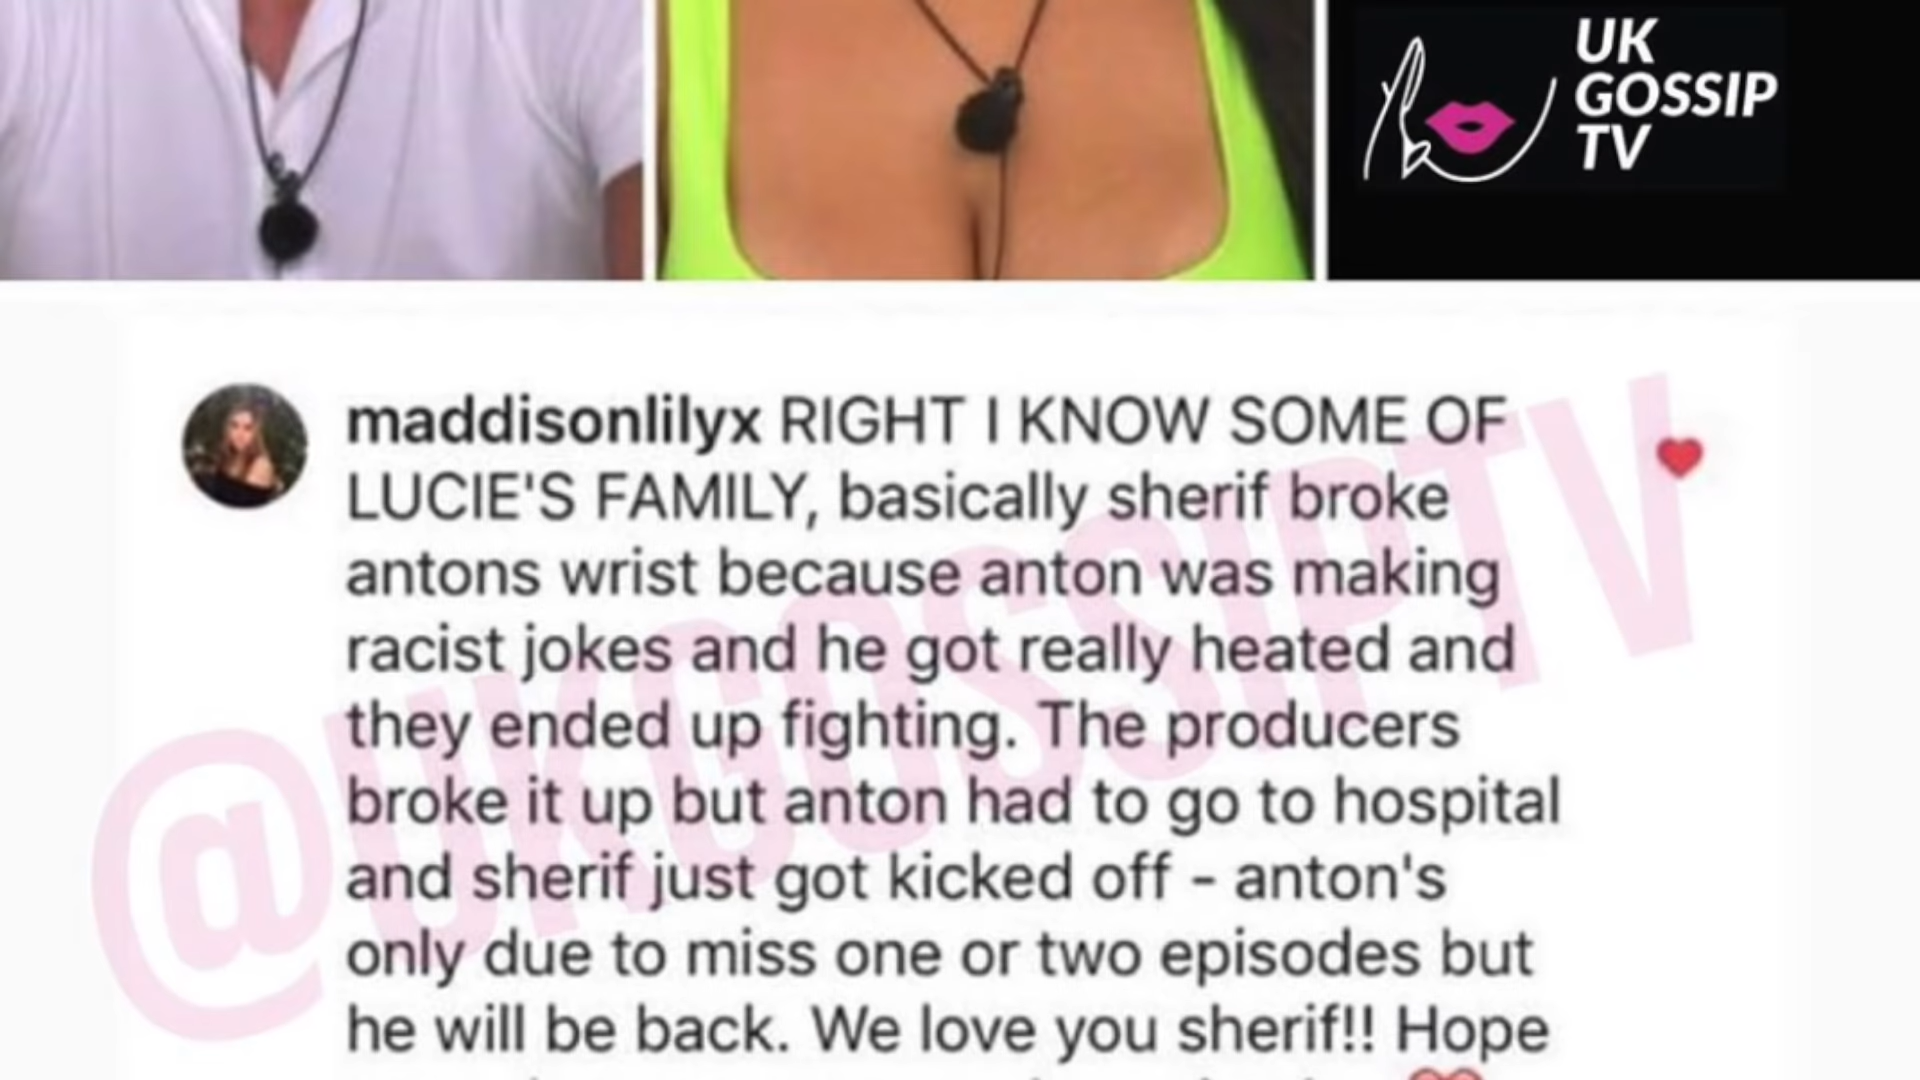 UK
GOSSIP
TV
maddisonlilyx RIGHT I KNOW SOME OF
LUCIE'S FAMILY, basically sherif broke
antons wrist because anton was making
racist jokes and he got really heated and
they ended up fighting. The producers
broke it up but anton had to go to hospital
and sherif just got kicked off - anton's
only due to miss one or two episodes but
he will be back. We love you sherif!! Hope
@UKGOSSIPTV